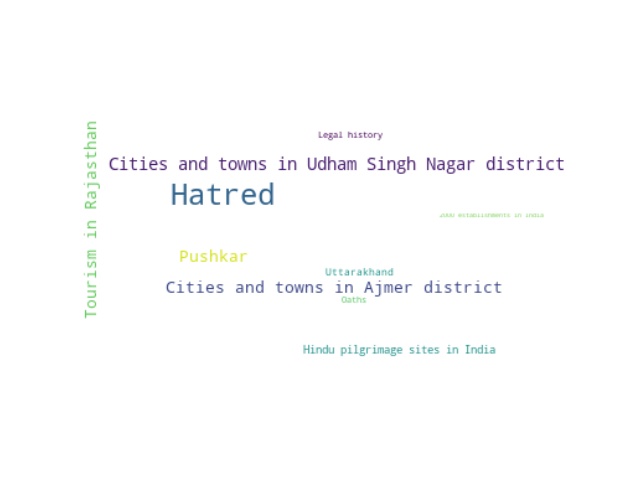 Legal history
Cities and towns in Udham Singh Nagar district
Tourism in Rajasthan
Hatred
establishments in India
Pushkar
Uttarakhand
Cities and towns in Ajmer district
Oaths
Hindu pilgrimage sites in India